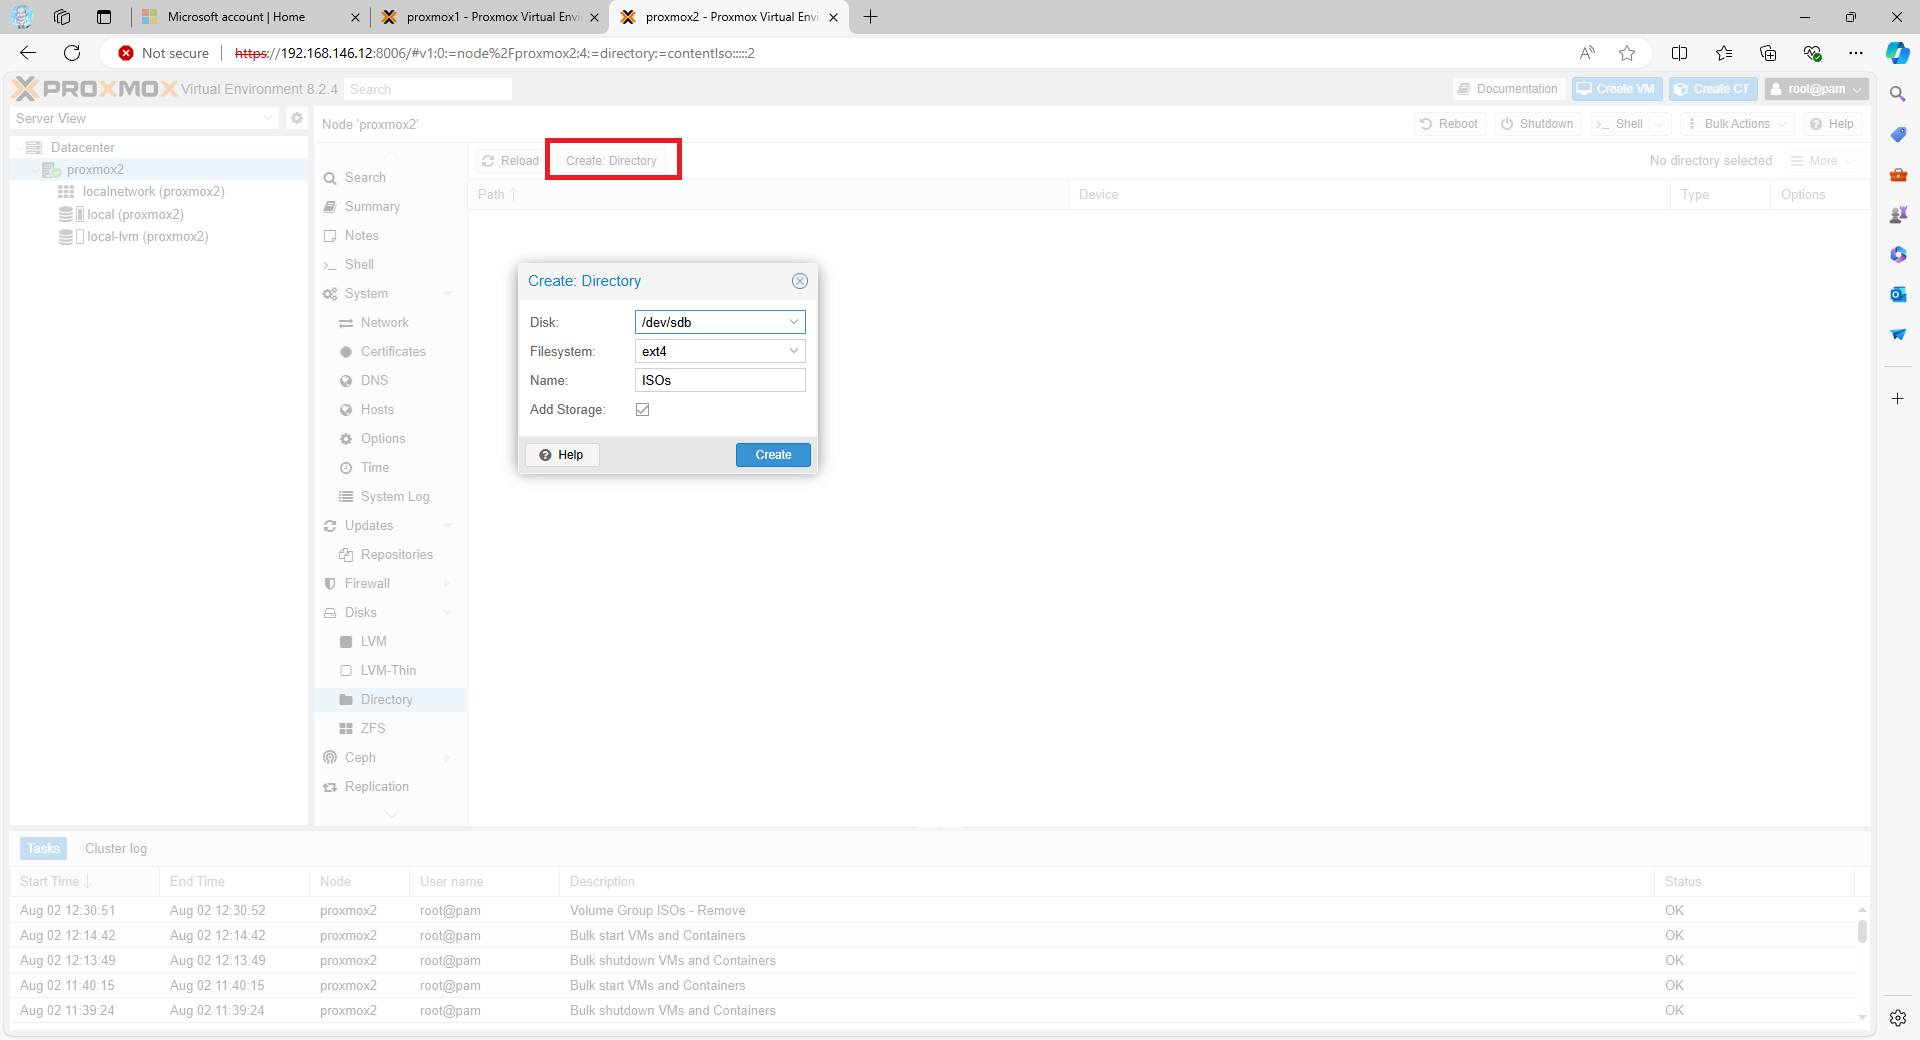 Microsoft account | Home
proxmox1 - Proxmox Virtual Envi
proxmox2 - Proxmox Virtual Envi
Not secure
https://192.168.146.12:8006/#v1:0:=node%2Fproxmox2:4:=directory:=contentIso:::::2
PROXMOX Virtual Environment 8.2.4
Search
Documentation
Create VM
Create CT
root@pam
Server View
Node 'proxmox2'
Reboot
Shutdown
Shell
Bulk Actions
Help
Datacenter
proxmox2
localnetwork (proxmox2)
local (proxmox2)
local-lvm (proxmox2)
Search
Summary
Notes
Shell
System
Network
Certificates
DNS
Hosts
Options
Time
System Log
Updates
Repositories
Firewall
Disks
LVM
LVM-Thin
Directory
ZFS
Ceph
Replication
Reload
Create: Directory
No directory selected
More
Path
Device
Type
Options
Create: Directory
Disk:
/dev/sdb
Filesystem:
ext4
Name:
ISOs
Add Storage:
Help
Create
Tasks
Cluster log
Start Time
End Time
Node
User name
Description
Status
Aug 02 12:30:51 Aug 02 12:30:52 proxmox2 root@pam Volume Group ISOs - Remove OK
Aug 02 12:14:42 Aug 02 12:14:42 proxmox2 root@pam Bulk start VMs and Containers OK
Aug 02 12:13:49 Aug 02 12:13:49 proxmox2 root@pam Bulk shutdown VMs and Containers OK
Aug 02 11:40:15 Aug 02 11:40:15 proxmox2 root@pam Bulk start VMs and Containers OK
Aug 02 11:39:24 Aug 02 11:39:24 proxmox2 root@pam Bulk shutdown VMs and Containers OK